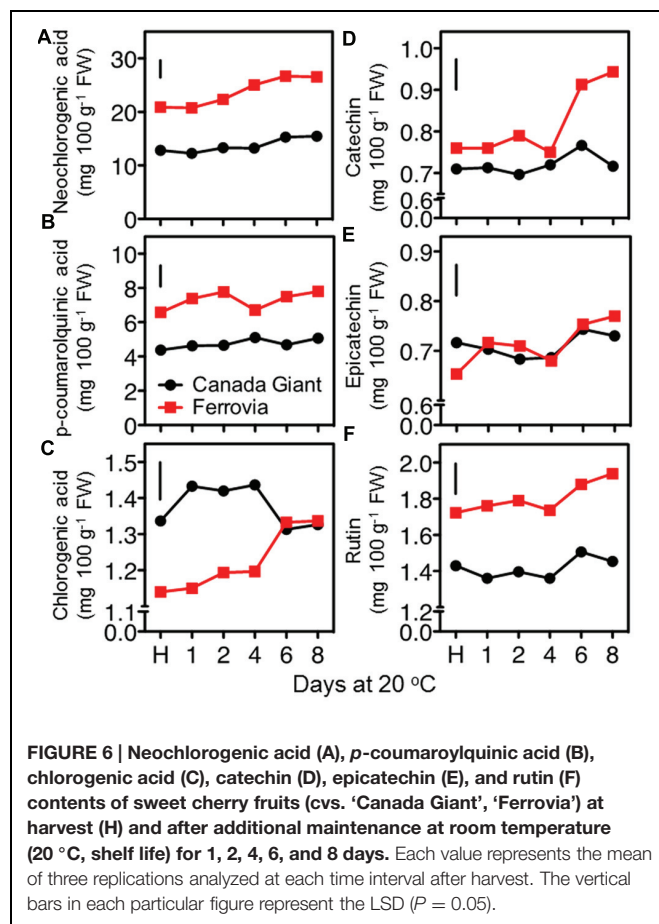 A.
Neochlorogenic acid
(mg 100 g⁻¹ FW)
30
20
10
0
B
p-coumarolquinic acid
(mg 100 g⁻¹ FW)
8
6
4
2
0
Canada Giant
Ferrovia
C
Chlorogenic acid
(mg 100 g⁻¹ FW)
1.5
1.4
1.3
1.2
1.1
0.0
H 1 2 4 6 8
D
Catechin
(mg 100 g⁻¹ FW)
1.0
0.9
0.8
0.7
0.6
0.0
E
Epicatechin
(mg 100 g⁻¹ FW)
0.9
0.8
0.7
0.6
0.0
F
Rutin
(mg 100 g⁻¹ FW)
2.0
1.8
1.6
1.4
1.2
0.0
H 1 2 4 6 8
Days at 20 °C
FIGURE 6 | Neochlorogenic acid (A), p-coumaroylquinic acid (B),
chlorogenic acid (C), catechin (D), epicatechin (E), and rutin (F)
contents of sweet cherry fruits (cvs. ‘Canada Giant’, ‘Ferrovia’) at
harvest (H) and after additional maintenance at room temperature
(20 °C, shelf life) for 1, 2, 4, 6, and 8 days. Each value represents the mean
of three replications analyzed at each time interval after harvest. The vertical
bars in each particular figure represent the LSD (P = 0.05).